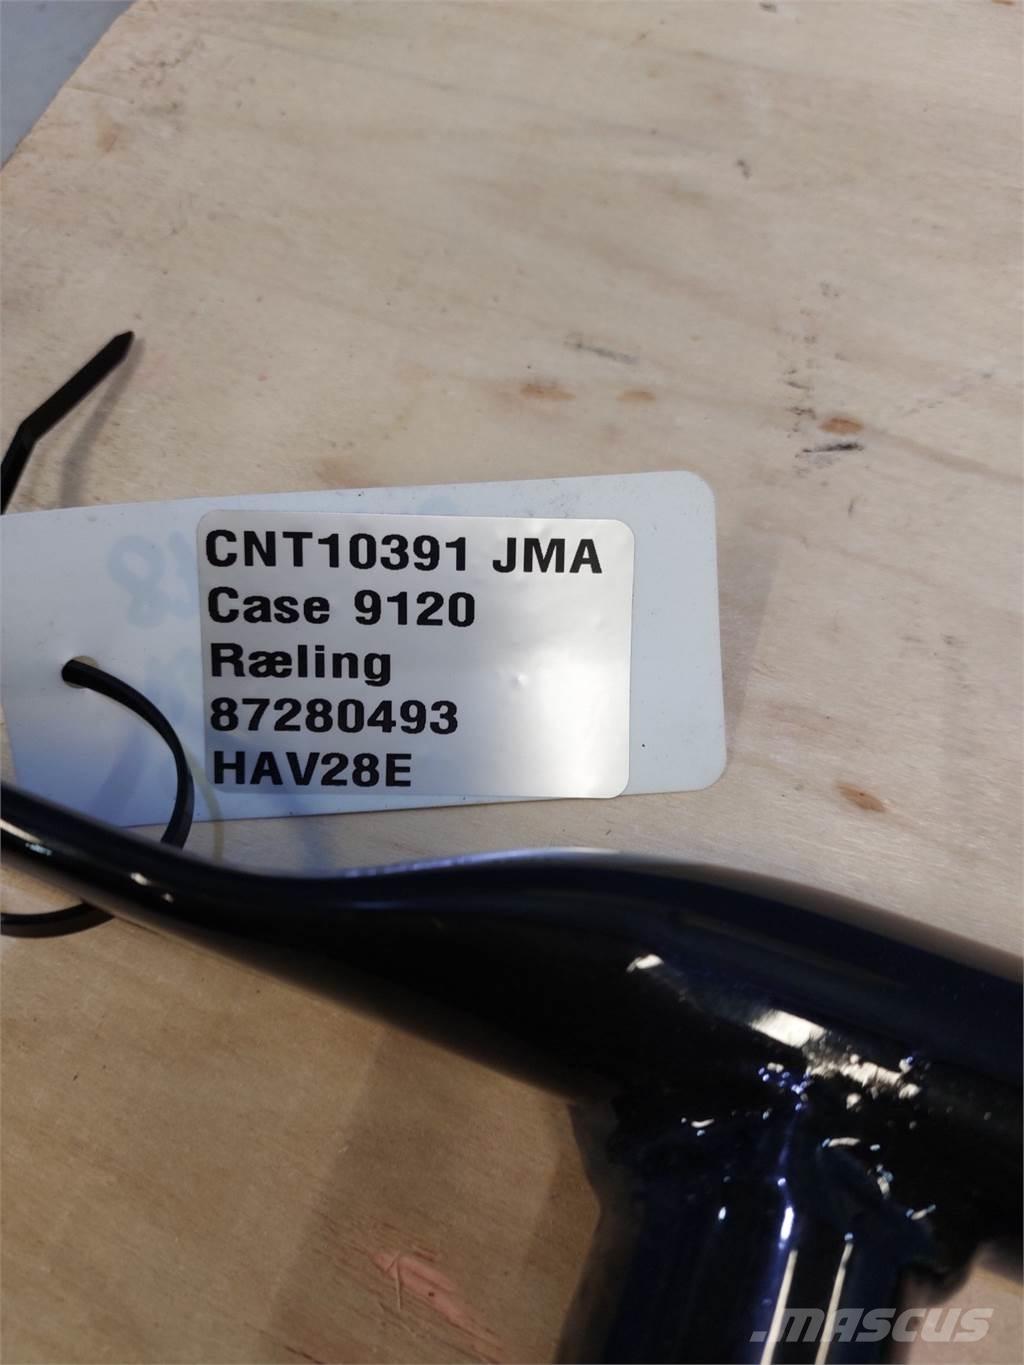 CNT10391 JMA
Case 9120
Ræling
87280493
HAV28E
.MASCUS